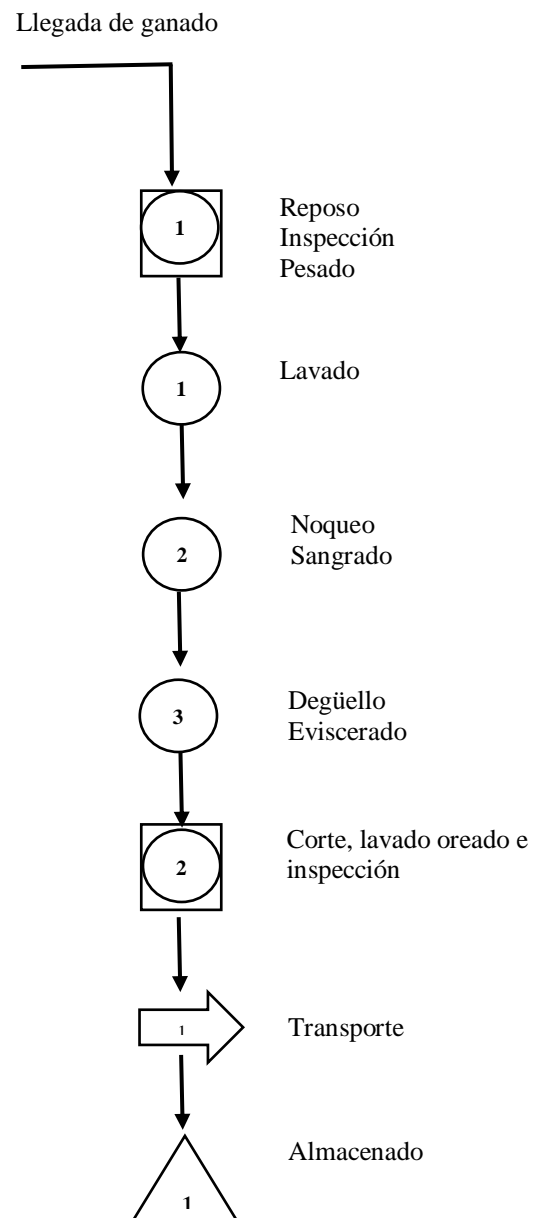 Llegada de ganado
1
Reposo
Inspección
Pesado
1
Lavado
2
Noqueo
Sangrado
3
Degüello
Eviscerado
2
Corte, lavado oreado e
inspección
1
Transporte
1
Almacenado